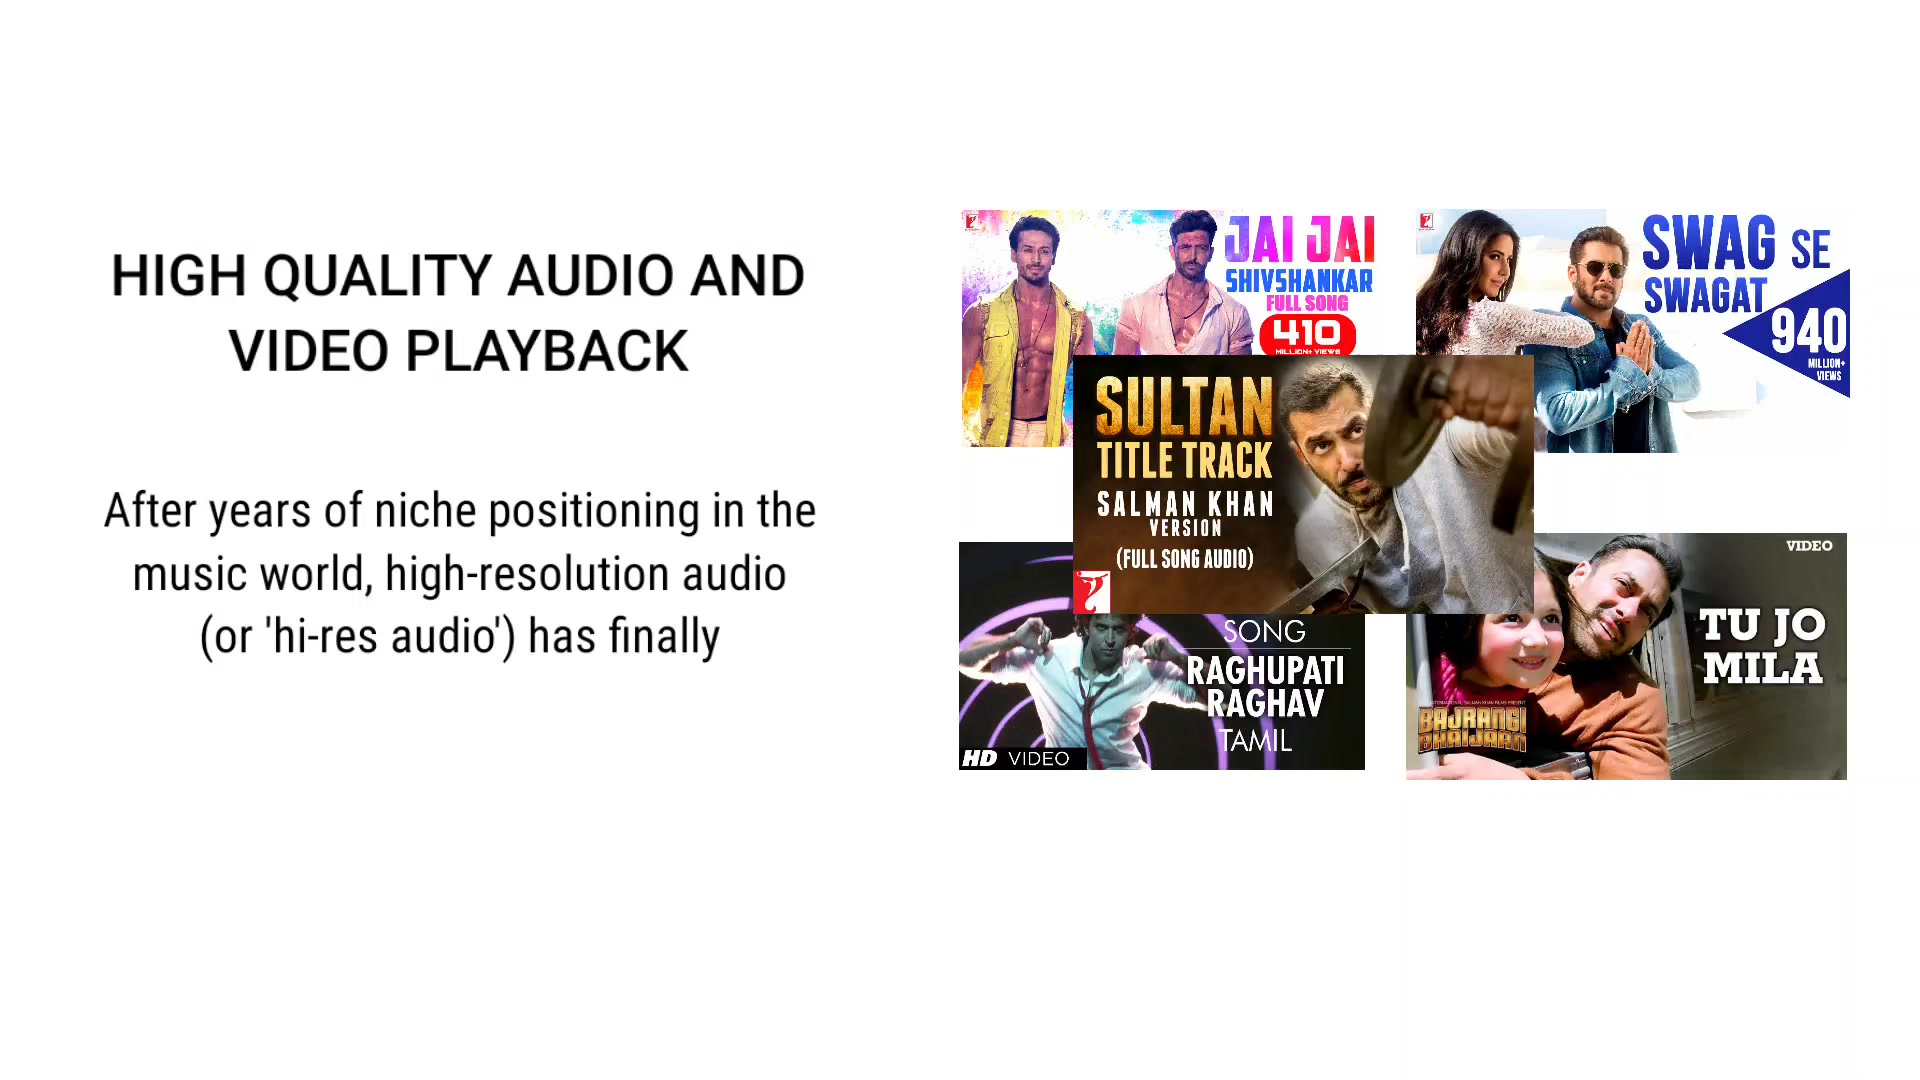 HIGH QUALITY AUDIO AND
VIDEO PLAYBACK
After years of niche positioning in the
music world, high-resolution audio
(or 'hi-res audio') has finally
JAI JAI
SHIVSHANKAR
FULL SONG
410
MILLION+ VIEWS
SWAG SE
SWAGAT
940
MILLION+
VIEWS
SULTAN
TITLE TRACK
SALMAN KHAN
VERSION
(FULL SONG AUDIO)
SONG
RAGHUPATI
RAGHAV
TAMIL
HD VIDEO
VIDEO
TU JO
MILA
BAJRANGI
BHAIJAAN